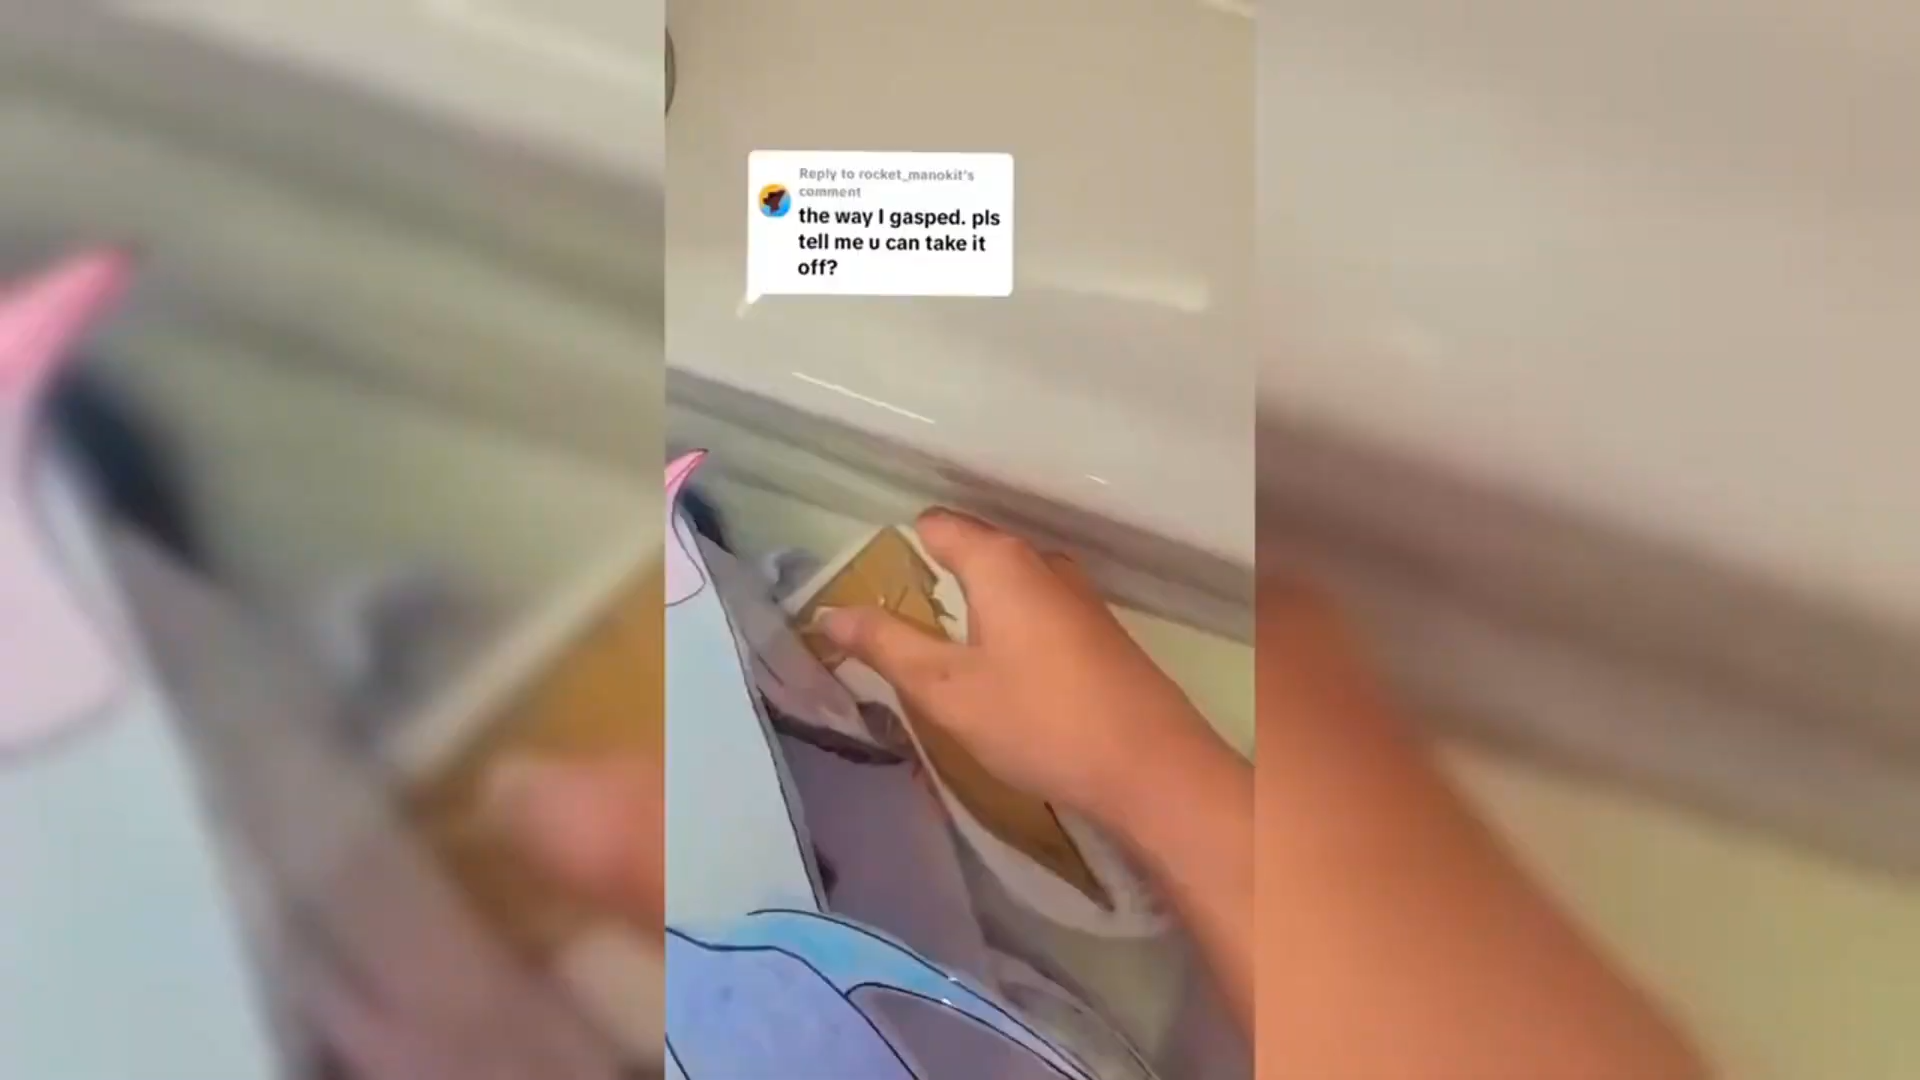 Reply to rocket_manokit's
comment
the way I gasped. pls
tell me u can take it
off?